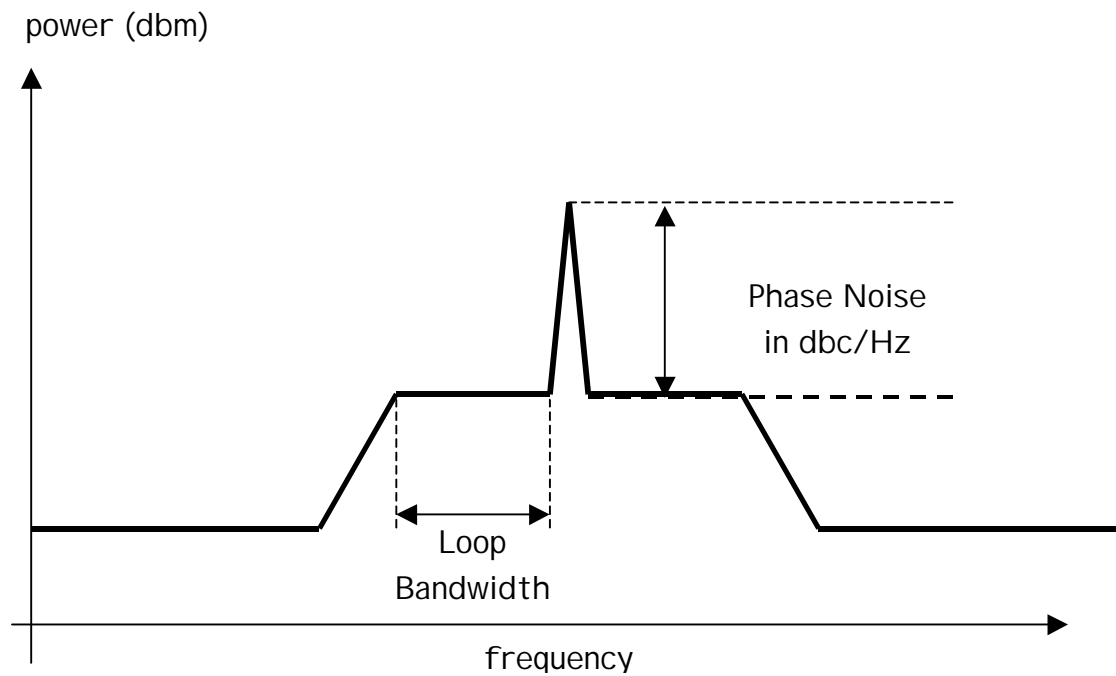 power (dbm)
Phase Noise
in dbc/Hz
Loop
Bandwidth
frequency